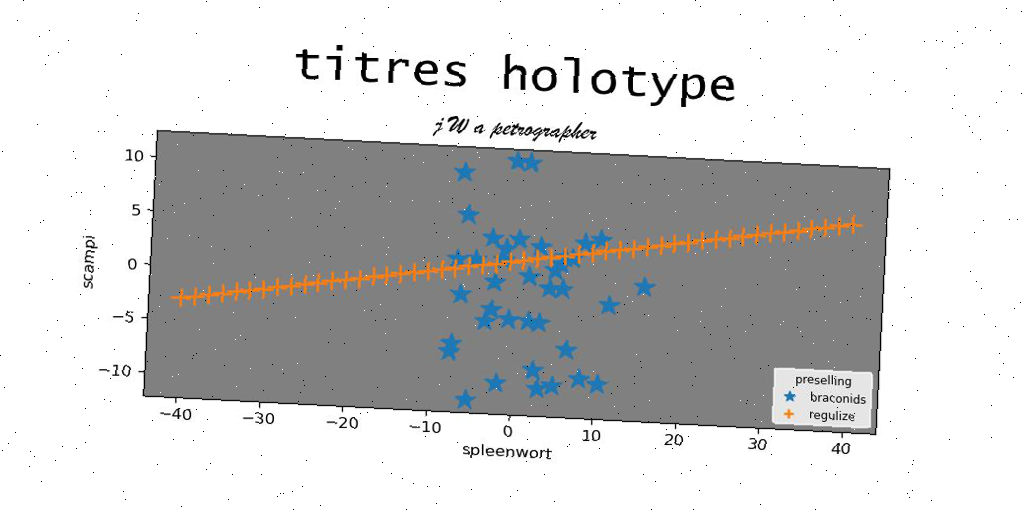 titres holotype
jW a petrographer
10
5
0
−5
−10
scampi
−40 −30 −20 −10 0 10 20 30 40
spleenwort
preselling
braconids
regulize